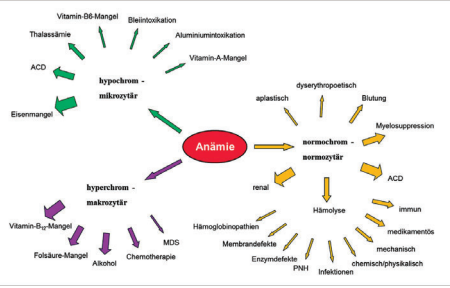 Vitamin-B6-Mangel
Bleiintoxikation
Thalassämie
Aluminiumintoxikation
Vitamin-A-Mangel
ACD
hypochrom -
mikrozytär
Eisenmangel
Anämie
dyserythropoetisch
aplastisch
Blutung
Myelosuppression
normochrom -
normozytär
renal
ACD
Hämolyse
immun
medikamentös
mechanisch
chemisch/physikalisch
Infektionen
PNH
Enzymdefekte
Membrandefekte
Hämoglobinopathien
hyperchrom -
makrozytär
Vitamin-B12-Mangel
Folsäure-Mangel
Alkohol
Chemotherapie
MDS